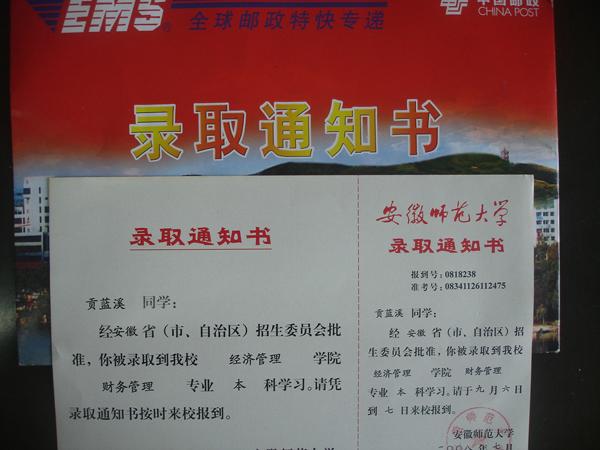 EMS 全球邮政特快专递
中国邮政
CHINA POST
录取通知书
录取通知书
贡蓝溪 同学：
经安徽省（市、自治区）招生委员会批
准，你被录取到我校 经济管理 学院
财务管理 专业 本 科学习。请凭
录取通知书按时来校报到。
安徽师范大学
录取通知书
报到号：0818238
准考号：08341126112475
贡蓝溪 同学：
经 安徽 省（市、自治区）招
生委员会批准，你被录取到我校
经济管理 学院 财务管理
专业 本 科学习。请于九月六日
到 七 日来校报到。
安徽师范大学